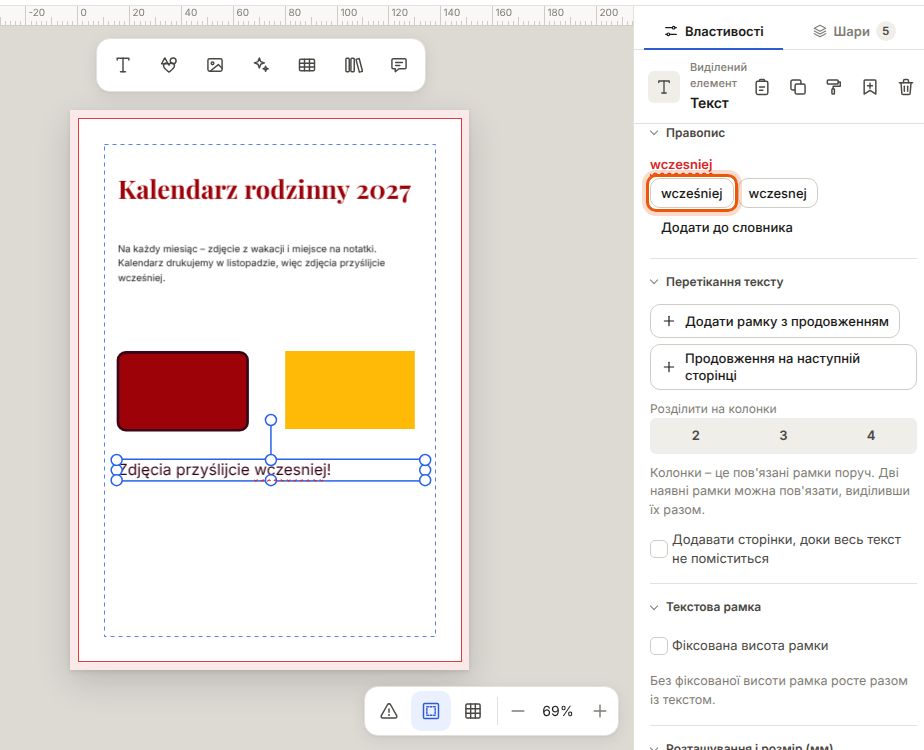 -20 0 20 40 60 80 100 120 140 160 180 200
Властивості
Шари 5
Виділений
елемент
Текст
Правопис
wczesniej
wcześniej wczesnej
Додати до словника
Перетікання тексту
Додати рамку з продовженням
Продовження на наступній
сторінці
Розділити на колонки
2 3 4
Колонки – це пов'язані рамки поруч. Дві
наявні рамки можна пов'язати, виділивши
їх разом.
Додавати сторінки, доки весь текст
не поміститься
Текстова рамка
Фіксована висота рамки
Без фіксованої висоти рамка росте разом
із текстом.
Розташування і розмір (мм)
Kalendarz rodzinny 2027
Na każdy miesiąc – zdjęcie z wakacji i miejsce na notatki.
Kalendarz drukujemy w listopadzie, więc zdjęcia przyślijcie
wcześniej.
Zdjęcia przyślijcie wczesniej!
69%